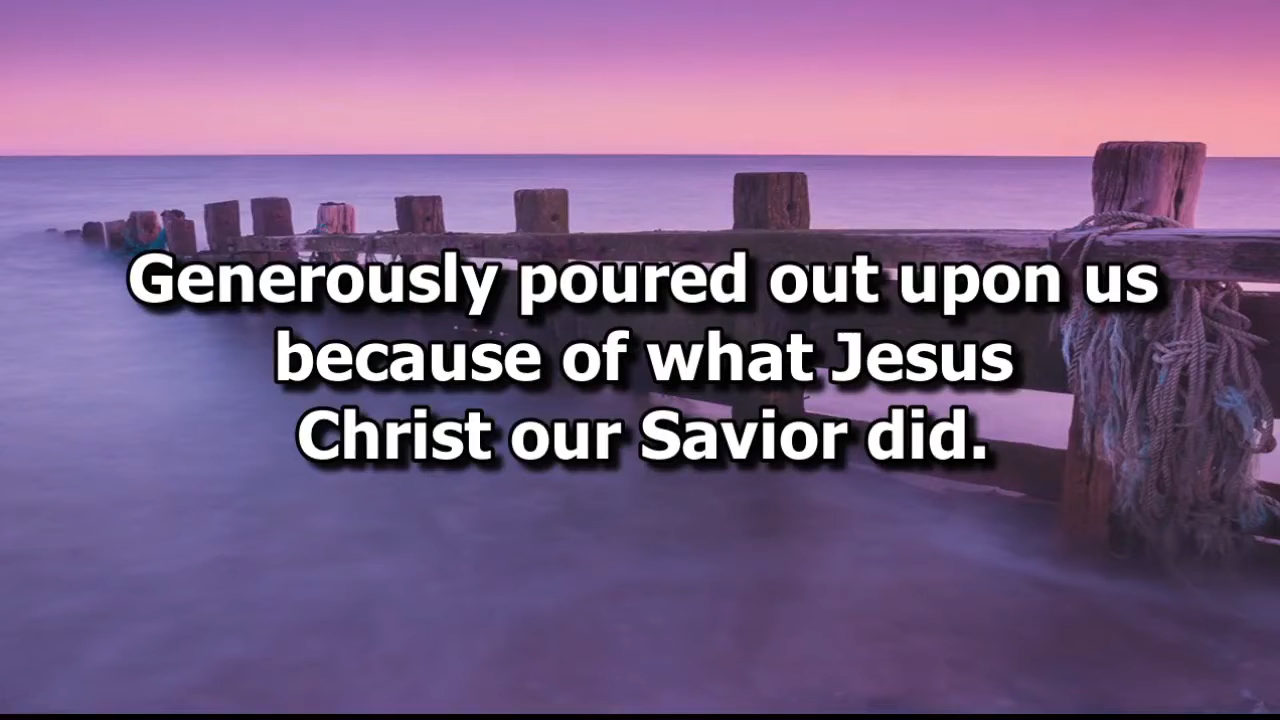 Generously poured out upon us
because of what Jesus
Christ our Savior did.